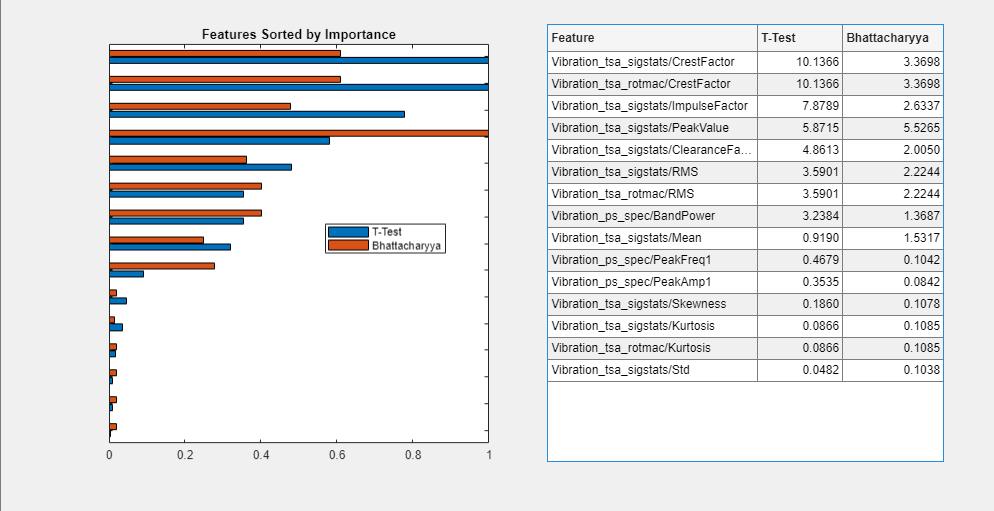 Features Sorted by Importance
T-Test
Bhattacharyya
0 0.2 0.4 0.6 0.8 1
Feature T-Test Bhattacharyya
Vibration_tsa_sigstats/CrestFactor 10.1366 3.3698
Vibration_tsa_rotmac/CrestFactor 10.1366 3.3698
Vibration_tsa_sigstats/ImpulseFactor 7.8789 2.6337
Vibration_tsa_sigstats/PeakValue 5.8715 5.5265
Vibration_tsa_sigstats/ClearanceFa... 4.8613 2.0050
Vibration_tsa_sigstats/RMS 3.5901 2.2244
Vibration_tsa_rotmac/RMS 3.5901 2.2244
Vibration_ps_spec/BandPower 3.2384 1.3687
Vibration_tsa_sigstats/Mean 0.9190 1.5317
Vibration_ps_spec/PeakFreq1 0.4679 0.1042
Vibration_ps_spec/PeakAmp1 0.3535 0.0842
Vibration_tsa_sigstats/Skewness 0.1860 0.1078
Vibration_tsa_sigstats/Kurtosis 0.0866 0.1085
Vibration_tsa_rotmac/Kurtosis 0.0866 0.1085
Vibration_tsa_sigstats/Std 0.0482 0.1038